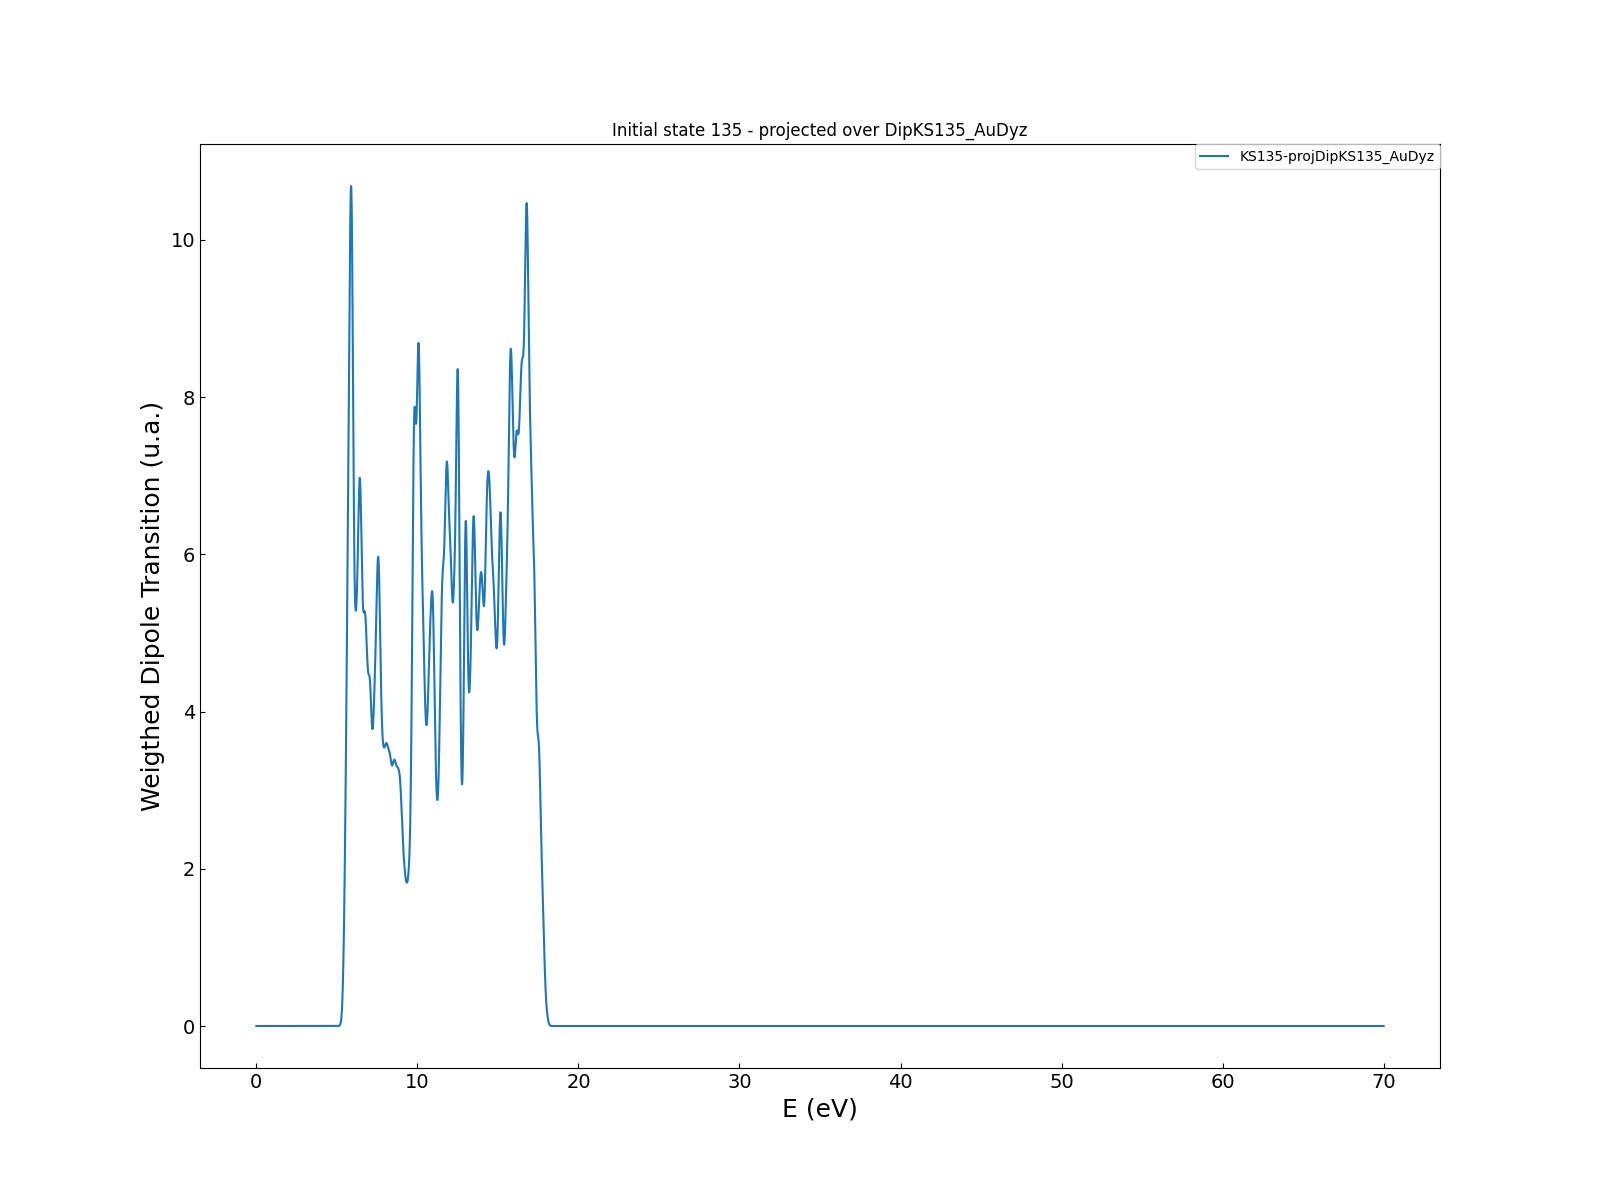 Initial state 135 - projected over DipKS135_AuDyz
KS135-projDipKS135_AuDyz
Weigthed Dipole Transition (u.a.)
10
8
6
4
2
0
0 10 20 30 40 50 60 70
E (eV)